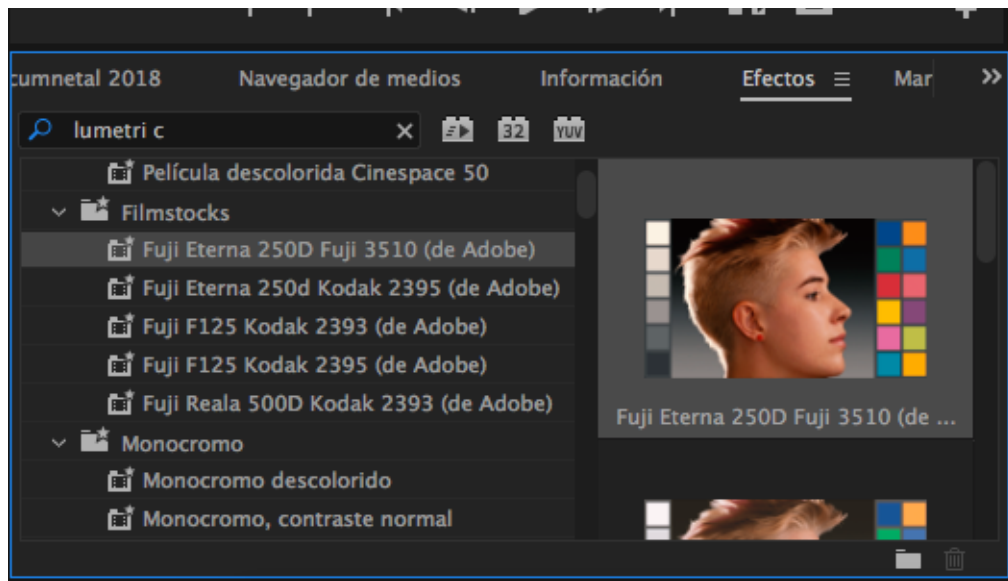 cumnetal 2018 Navegador de medios Información Efectos Mar
lumetri c 32 YUV
Película descolorida Cinespace 50
Filmstocks
Fuji Eterna 250D Fuji 3510 (de Adobe)
Fuji Eterna 250d Kodak 2395 (de Adobe)
Fuji F125 Kodak 2393 (de Adobe)
Fuji F125 Kodak 2395 (de Adobe)
Fuji Reala 500D Kodak 2393 (de Adobe)
Monocromo
Monocromo descolorido
Monocromo, contraste normal
Fuji Eterna 250D Fuji 3510 (de ...